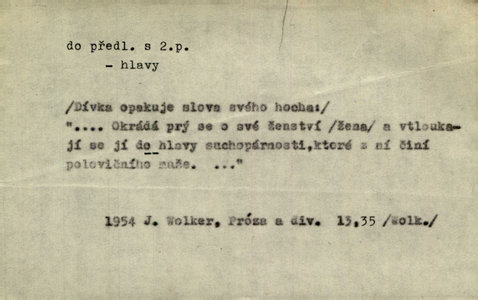 do předl. s 2.p.
- hlavy
/Dívka opakuje slova svého hocha:/
".... Okrádá prý se o své ženství /žena/ a vtlouka-
jí se jí do hlavy suchopárnosti,které z ní činí
polovičního muže. ..."
1954 J. Wolker, Próza a div. 13,35 /Wolk./